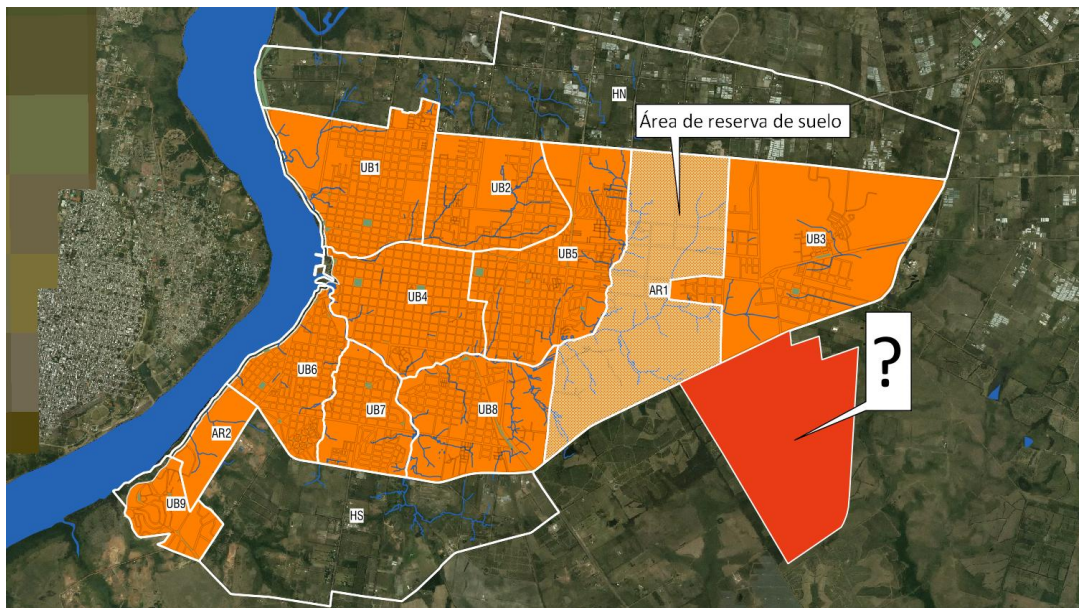 HN
Área de reserva de suelo
UB1
UB2
UB3
UB5
AR1
UB4
?
UB6
UB7
UB8
AR2
UB9
HS